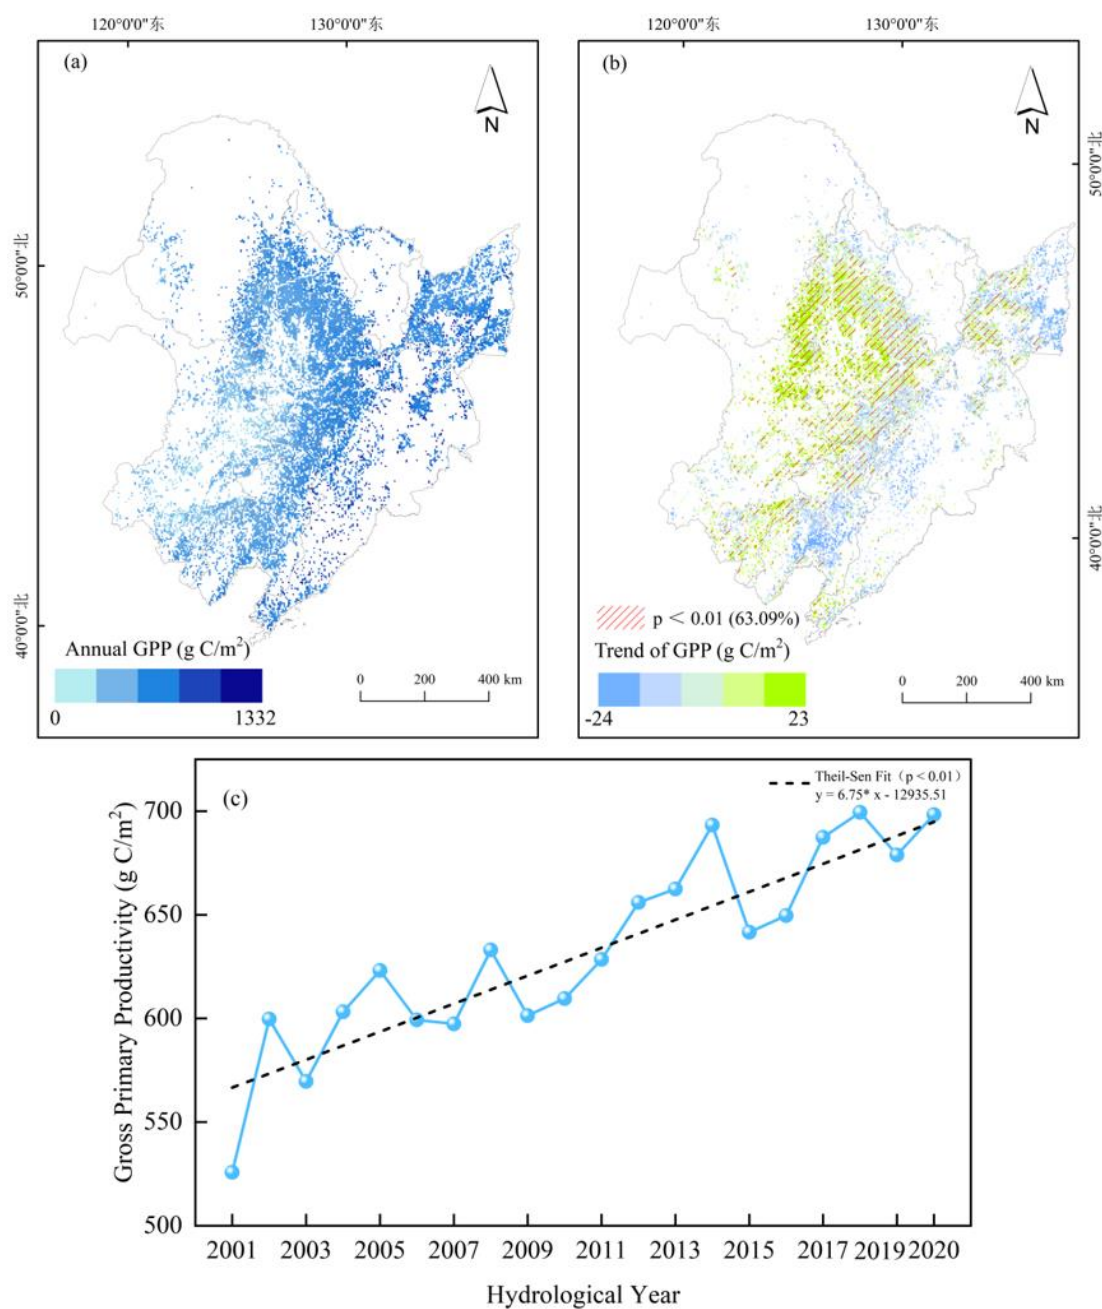 120°0'0"东
130°0'0"东
120°0'0"东
130°0'0"东
(a)
N
(b)
N
50°0'0"北
40°0'0"北
50°0'0"北
40°0'0"北
Annual GPP (g C/m²)
0
1332
0 200 400 km
p < 0.01 (63.09%)
Trend of GPP (g C/m²)
-24
23
0 200 400 km
(c)
Theil-Sen Fit（p < 0.01）
y = 6.75* x - 12935.51
Gross Primary Productivity (g C/m²)
700
650
600
550
500
2001 2003 2005 2007 2009 2011 2013 2015 2017 2019 2020
Hydrological Year